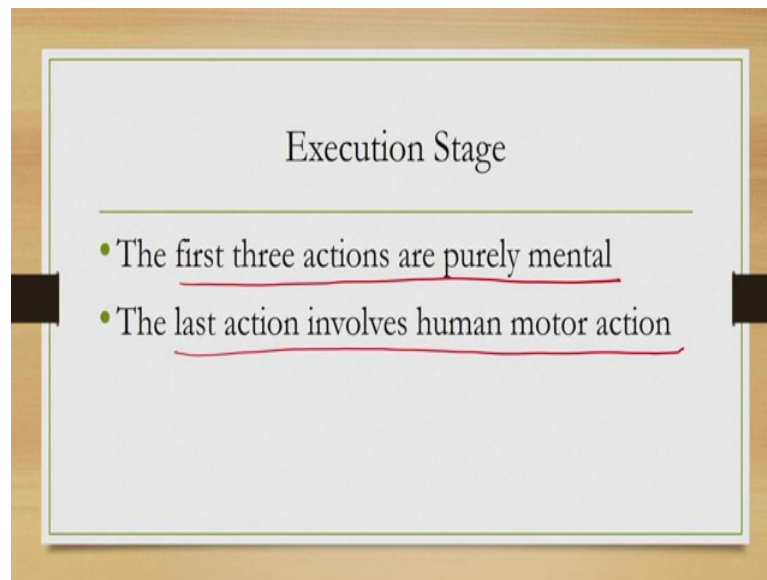 Execution Stage
• The first three actions are purely mental
• The last action involves human motor action